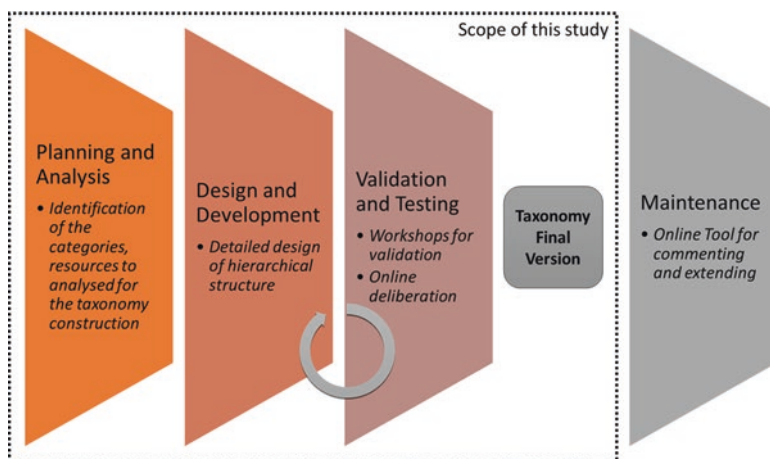 Scope of this study
Planning and
Analysis
• Identification
of the
categories,
resources to
analysed for
the taxonomy
construction
Design and
Development
• Detailed design
of hierarchical
structure
Validation
and Testing
• Workshops for
validation
• Online
deliberation
Taxonomy
Final
Version
Maintenance
• Online Tool for
commenting
and extending